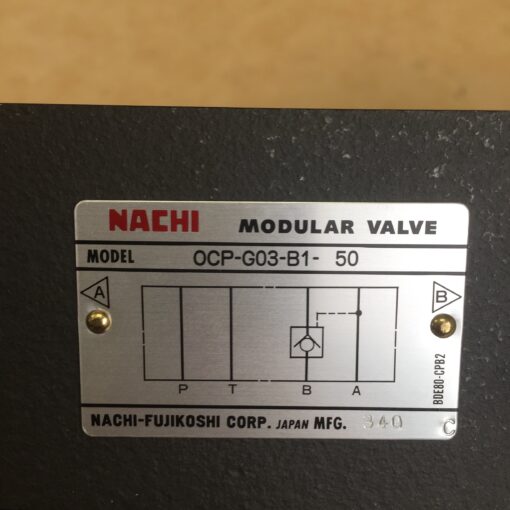 NACHI MODULAR VALVE
MODEL OCP-G03-B1- 50
A B
P T B A
BDE80-CPB2
NACHI-FUJIKOSHI CORP. JAPAN MFG. 340 C